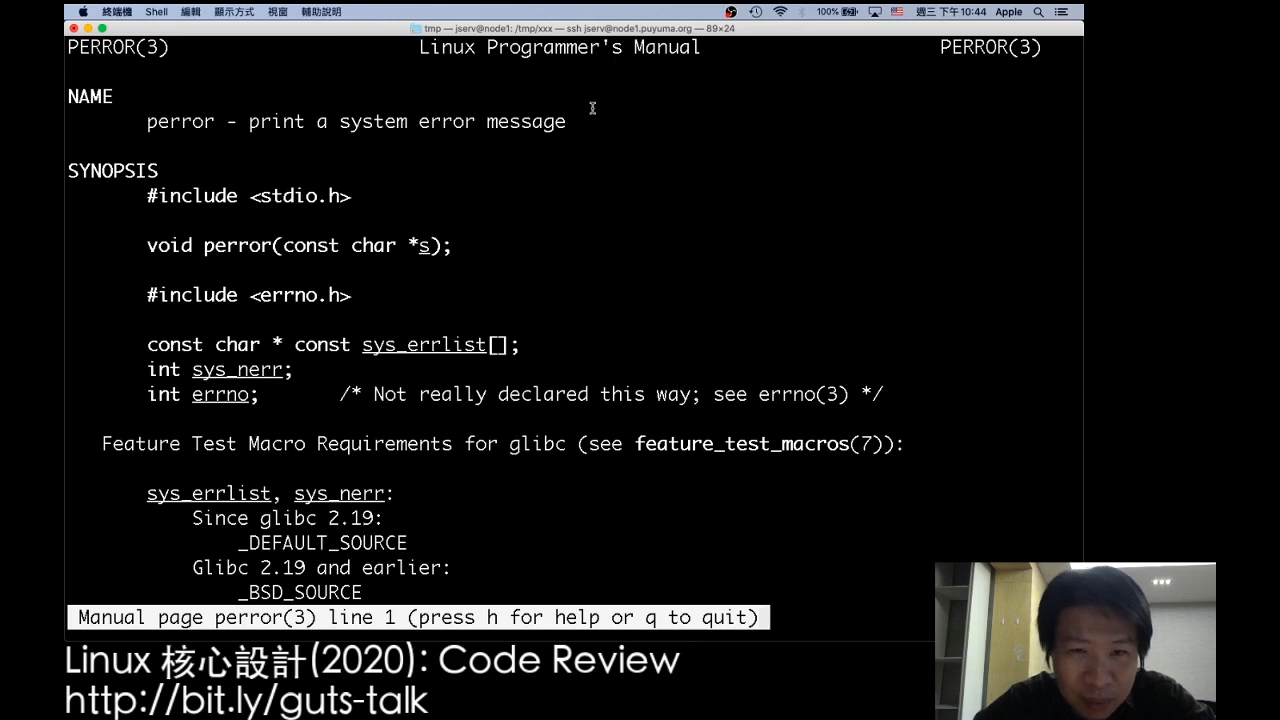 終端機 Shell 編輯 顯示方式 視窗 輔助說明 100% 週三 下午10:44 Apple
tmp — jserv@node1: /tmp/xxx — ssh jserv@node1.puyuma.org — 89×24
PERROR(3) Linux Programmer's Manual PERROR(3)
NAME
perror - print a system error message
SYNOPSIS
#include <stdio.h>
void perror(const char *s);
#include <errno.h>
const char * const sys_errlist[];
int sys_nerr;
int errno; /* Not really declared this way; see errno(3) */
Feature Test Macro Requirements for glibc (see feature_test_macros(7)):
sys_errlist, sys_nerr:
Since glibc 2.19:
_DEFAULT_SOURCE
Glibc 2.19 and earlier:
_BSD_SOURCE
Manual page perror(3) line 1 (press h for help or q to quit)
Linux 核心設計(2020): Code Review
http://bit.ly/guts-talk